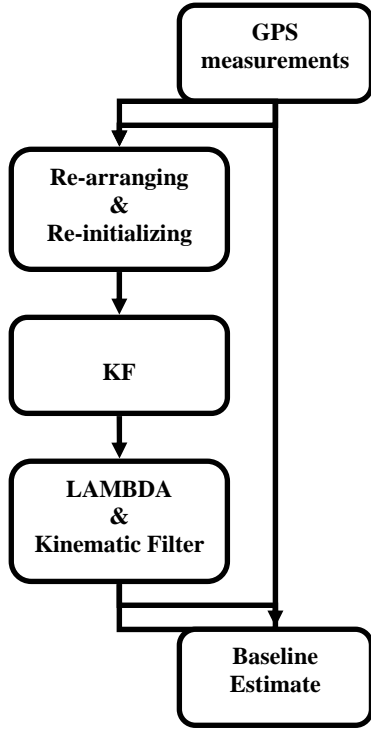 GPS
measurements
Re-arranging
&
Re-initializing
KF
LAMBDA
&
Kinematic Filter
Baseline
Estimate